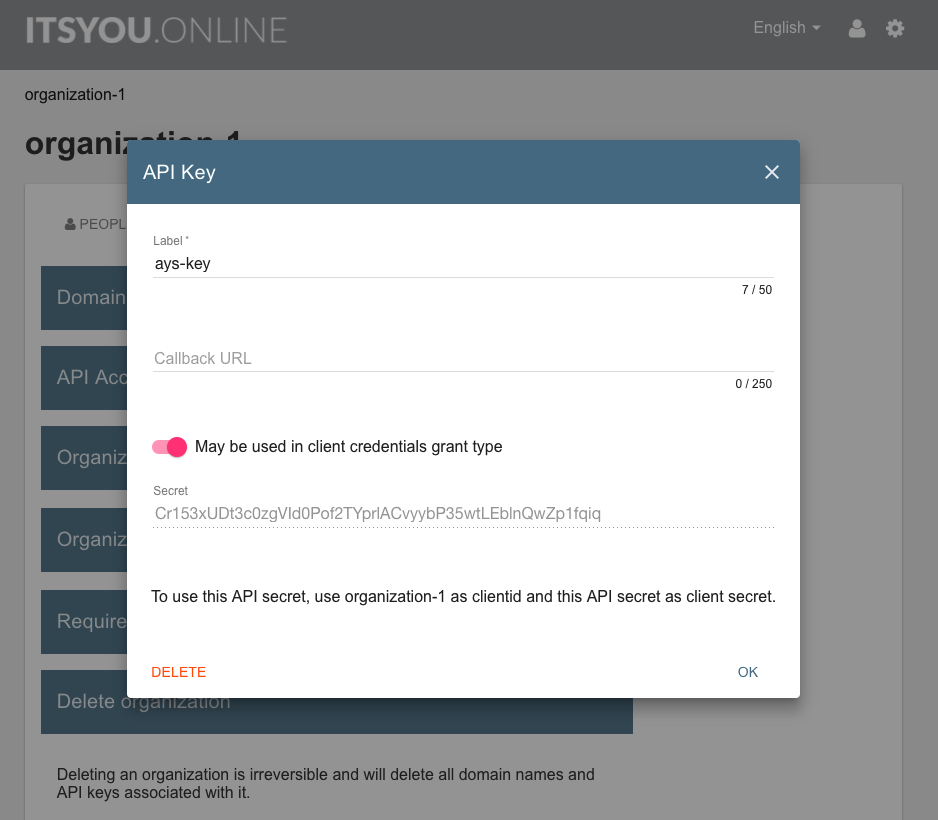 ITSYOU.ONLINE
English
organization-1
organization-1
PEOPL
API Key
Label *
ays-key
7 / 50
Callback URL
0 / 250
May be used in client credentials grant type
Secret
Cr153xUDt3c0zgVId0Pof2TYprlACvyybP35wtLEblnQwZp1fqiq
To use this API secret, use organization-1 as clientid and this API secret as client secret.
DELETE
OK
Domain
API Acc
Organiz
Organiz
Require
Delete organization
Deleting an organization is irreversible and will delete all domain names and
API keys associated with it.